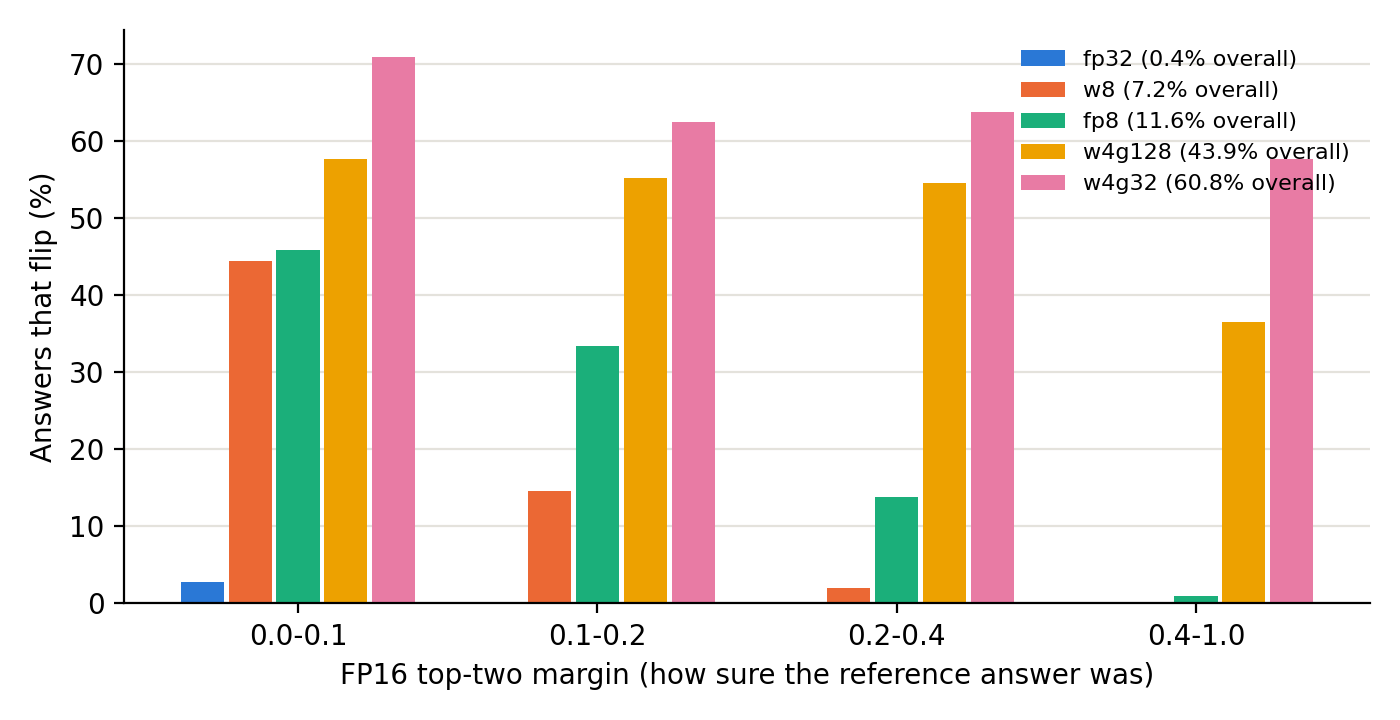 70
60
50
40
30
20
10
0
Answers that flip (%)
fp32 (0.4% overall)
w8 (7.2% overall)
fp8 (11.6% overall)
w4g128 (43.9% overall)
w4g32 (60.8% overall)
0.0-0.1 0.1-0.2 0.2-0.4 0.4-1.0
FP16 top-two margin (how sure the reference answer was)